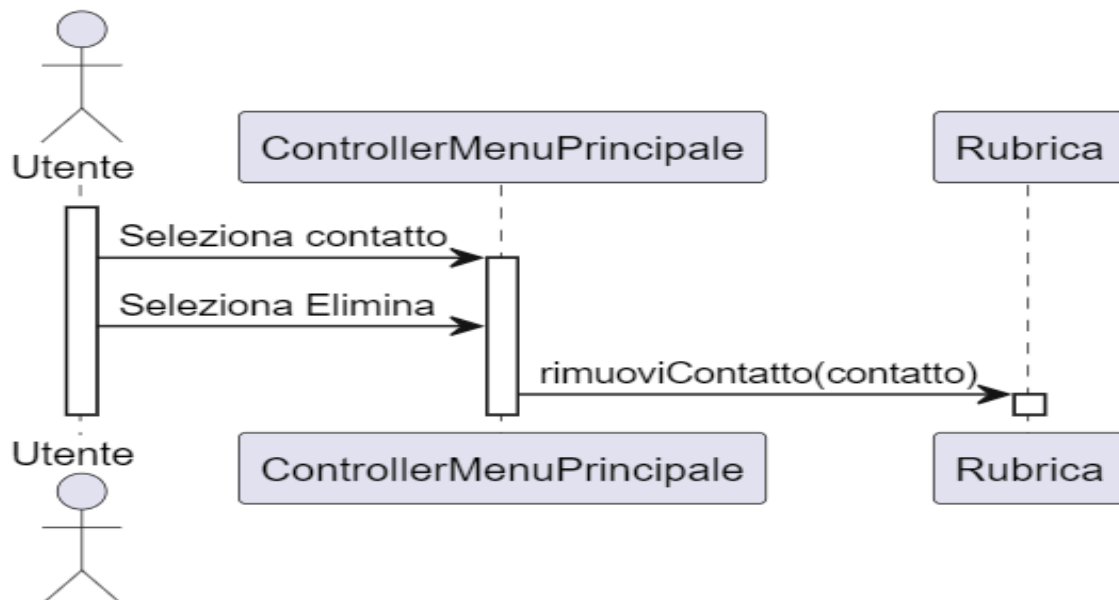 Utente
ControllerMenuPrincipale
Rubrica
Seleziona contatto
Seleziona Elimina
rimuoviContatto(contatto)
Utente
ControllerMenuPrincipale
Rubrica